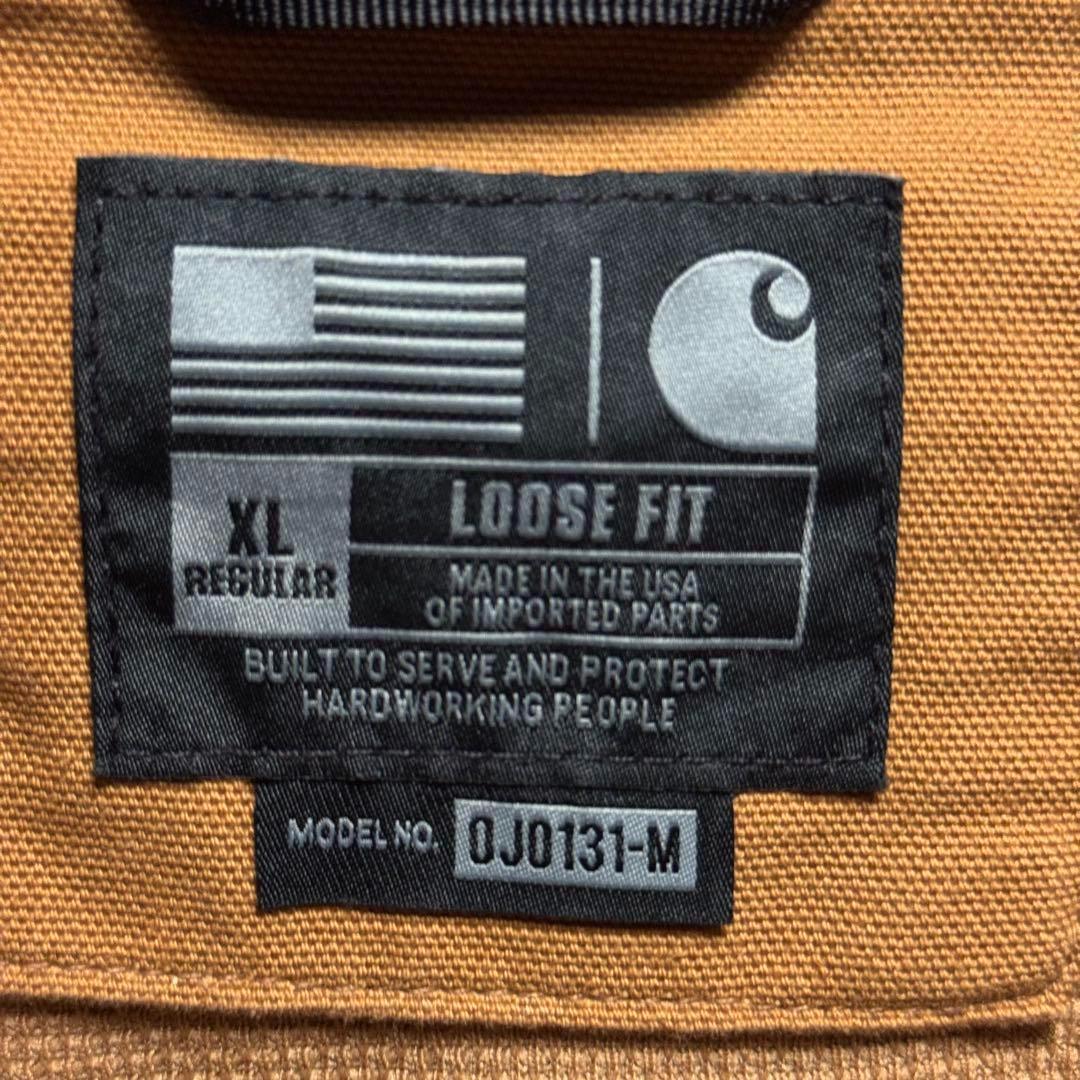 XL
REGULAR
LOOSE FIT
MADE IN THE USA
OF IMPORTED PARTS
BUILT TO SERVE AND PROTECT
HARDWORKING PEOPLE
MODEL NO. 0J0131-M